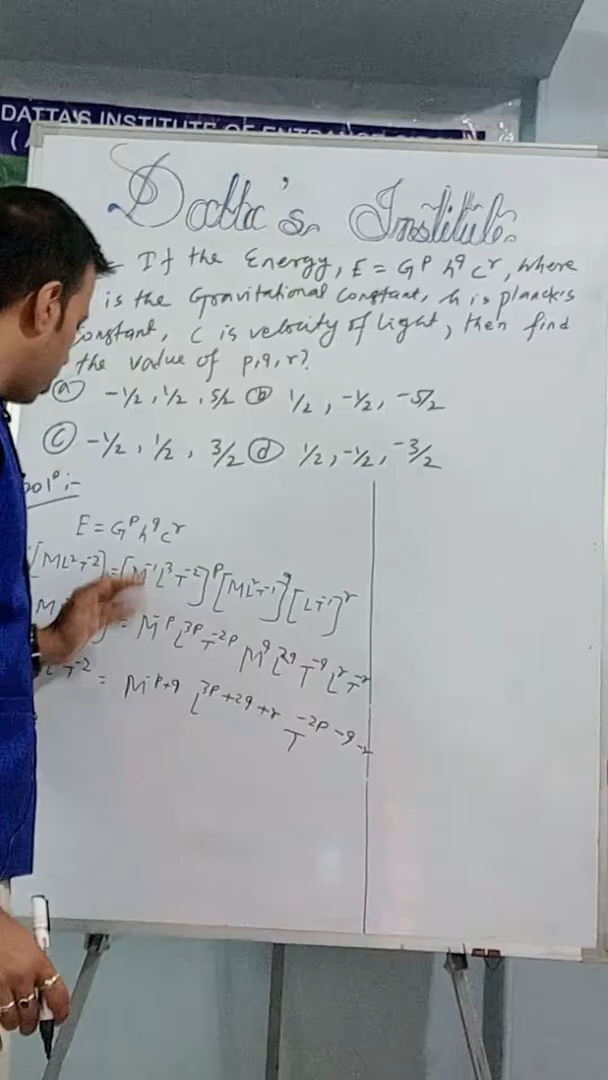 DATTA'S INSTITUTE OF
Datta's Institute.
If the Energy, E = G^p h^q c^r, where
is the Gravitational Constant, h is planck's
constant, c is velocity of light, then find
the value of p, q, r?
(a) -1/2, 1/2, 5/2 (b) 1/2, -1/2, -5/2
(c) -1/2, 1/2, 3/2 (d) 1/2, -1/2, -3/2
Solⁿ:-
E = G^p h^q c^r
[ML²T⁻²] = [M⁻¹L³T⁻²]^p [ML²T⁻¹]^q [LT⁻¹]^r
= M^-p L^3p T^-2p M^q L^2q T^-q L^r T^-r
T⁻² = M^-p+q L^3p+2q+r T^-2p-q-r